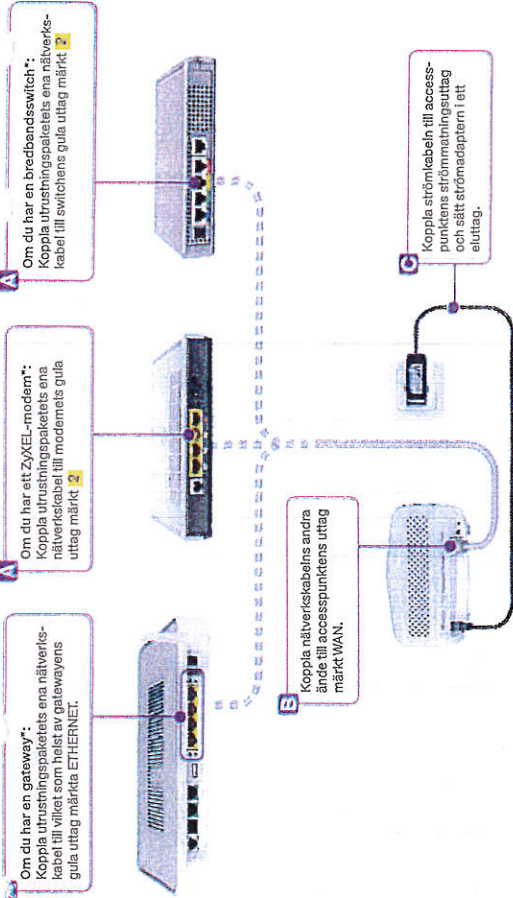 Om du har en gateway*:
Koppla utrustningspaketets ena nätverks-
kabel till vilket som helst av gatewayens
gula uttag märkta ETHERNET.
A
Om du har ett ZyXEL-modem*:
Koppla utrustningspaketets ena
nätverkskabel till modemets gula
uttag märkt 2
A
Om du har en bredbandsswitch*:
Koppla utrustningspaketets ena nätverks-
kabel till switchens gula uttag märkt 2
B
Koppla nätverkskabelns andra
ände till accesspunktens uttag
märkt WAN.
C
Koppla strömkabeln till access-
punktens strömmatningsuttag
och sätt strömadaptern i ett
eluttag.